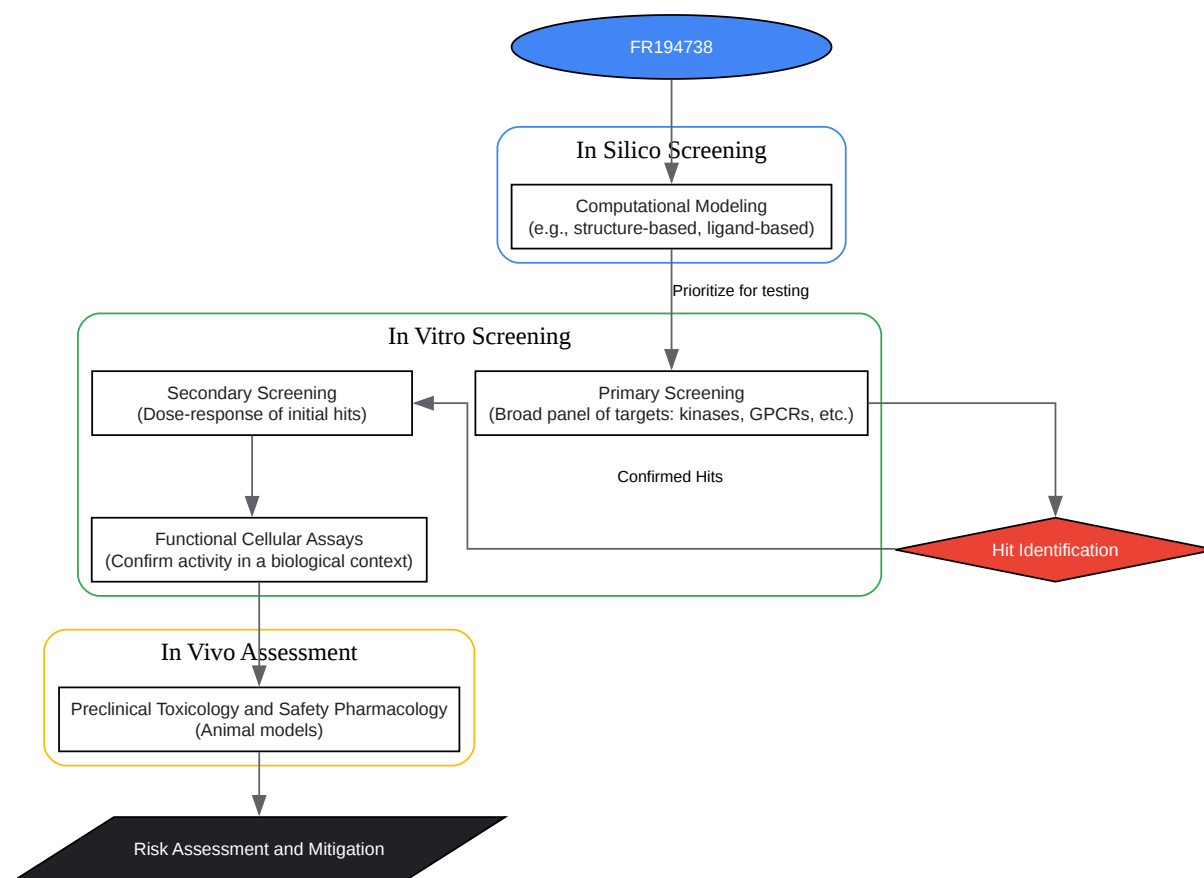 FR194738
In Silico Screening
Computational Modeling
(e.g., structure-based, ligand-based)
Prioritize for testing
In Vitro Screening
Secondary Screening
(Dose-response of initial hits)
Primary Screening
(Broad panel of targets: kinases, GPCRs, etc.)
Confirmed Hits
Functional Cellular Assays
(Confirm activity in a biological context)
Hit Identification
In Vivo Assessment
Preclinical Toxicology and Safety Pharmacology
(Animal models)
Risk Assessment and Mitigation